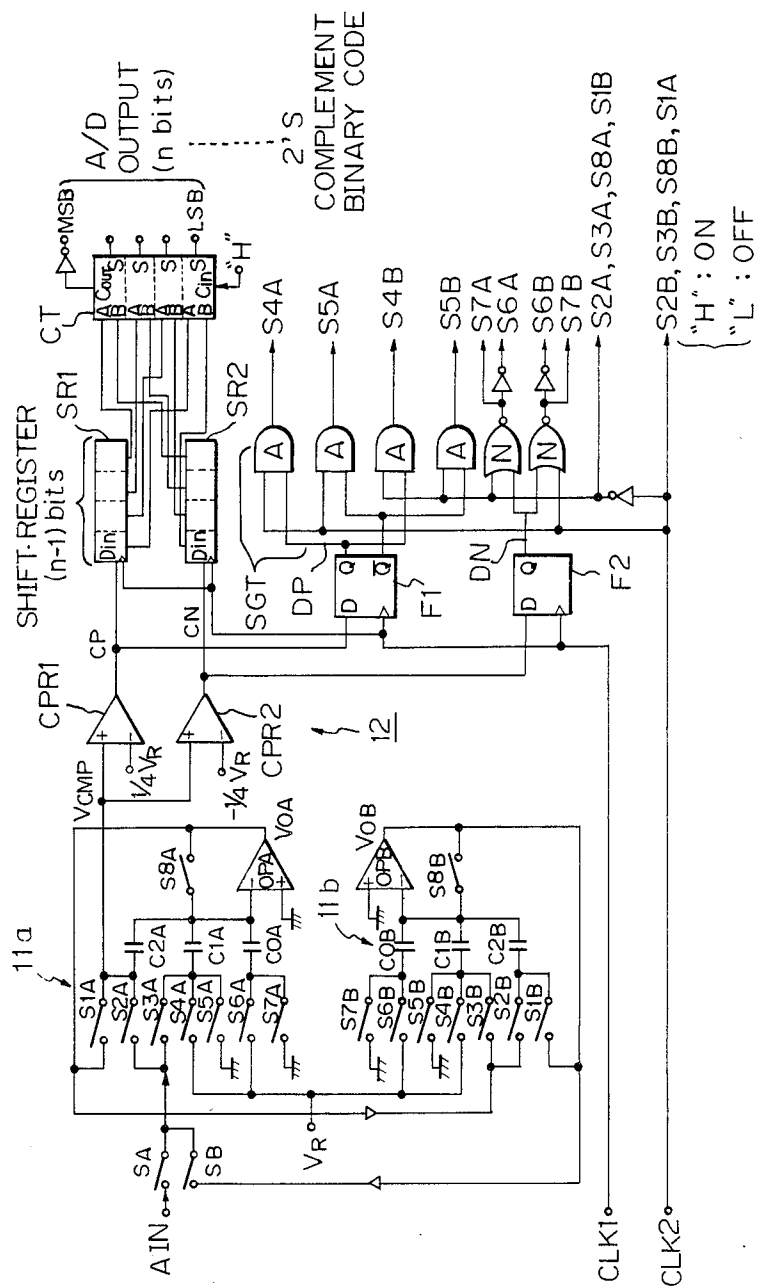 A/D
OUTPUT
(n bits)
2'S
COMPLEMENT
BINARY CODE
MSB
LSB
CT
Cout S
A
B
S
A
B
S
A
B
S
A
B
Cin
"H"
SHIFT-REGISTER
(n-1) bits
SR1
Din
SR2
Din
CP
CN
CPR1
CPR2
+
-
+
-
1/4 VR
-1/4 VR
VCMP
12
SGT
DP
DN
D
Q
Q̅
F1
D
Q
F2
A
A
A
A
N
N
S4A
S5A
S4B
S5B
S7A
S6A
S6B
S7B
S2A, S3A, S8A, S1B
S2B, S3B, S8B, S1A
"H" : ON
"L" : OFF
11a
S1A
S2A
S3A
S4A
S5A
S6A
S7A
C2A
C1A
C0A
S8A
OPA
-
+
VOA
11b
S7B
S6B
S5B
S4B
S3B
S2B
S1B
C0B
C1B
C2B
S8B
OPB
+
-
VOB
AIN
SA
SB
VR
CLK1
CLK2